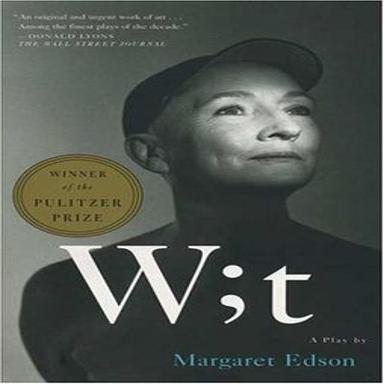 "An original and urgent work of art . . .
Among the finest plays of the decade."
—DONALD LYONS
THE WALL STREET JOURNAL
WINNER
of the
PULITZER
PRIZE
W;t
A Play by
Margaret Edson